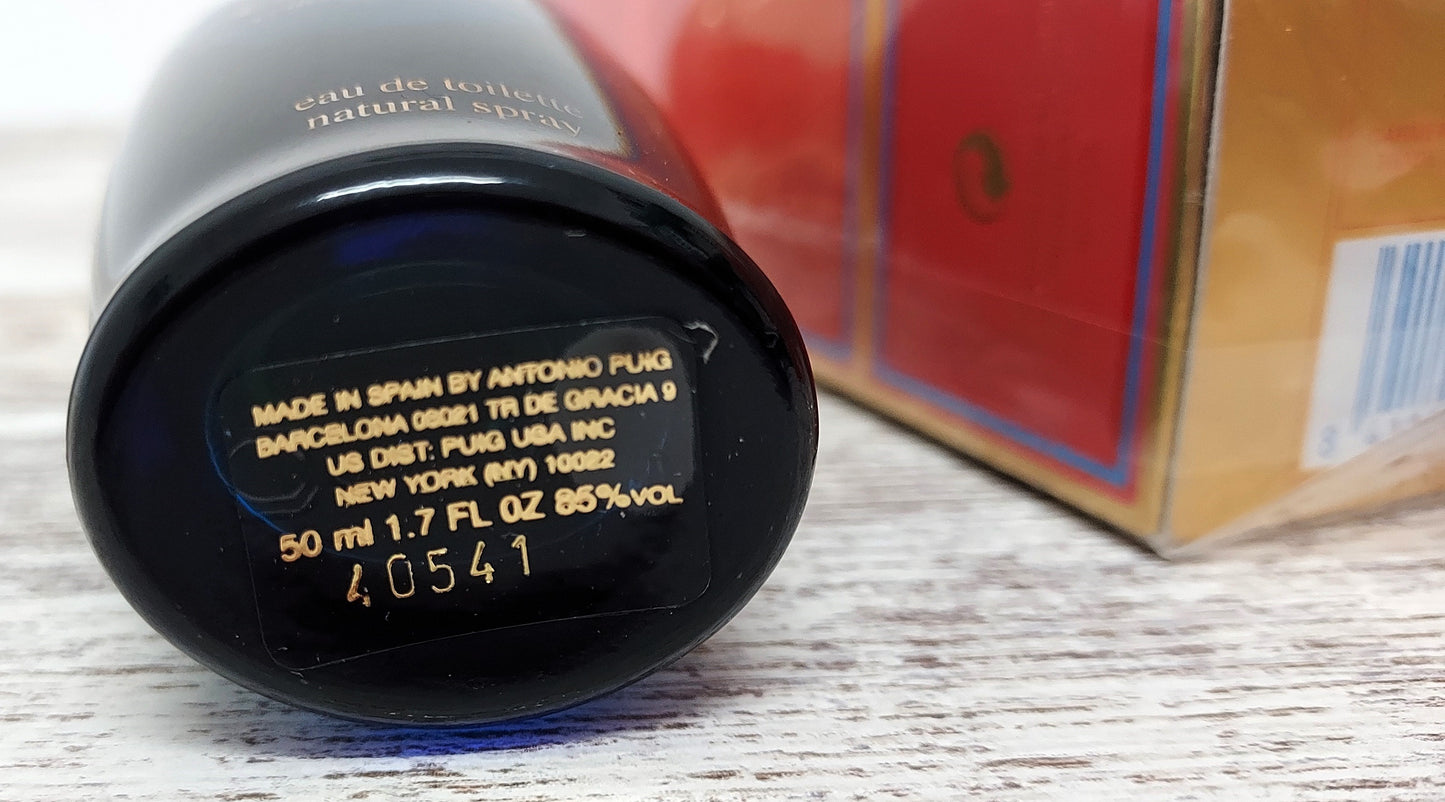 eau de toilette
natural spray
MADE IN SPAIN BY ANTONIO PUIG
BARCELONA 08021 TR DE GRACIA 9
US DIST: PUIG USA INC
NEW YORK (NY) 10022
50 ml 1.7 FL OZ 85%VOL
40541
8